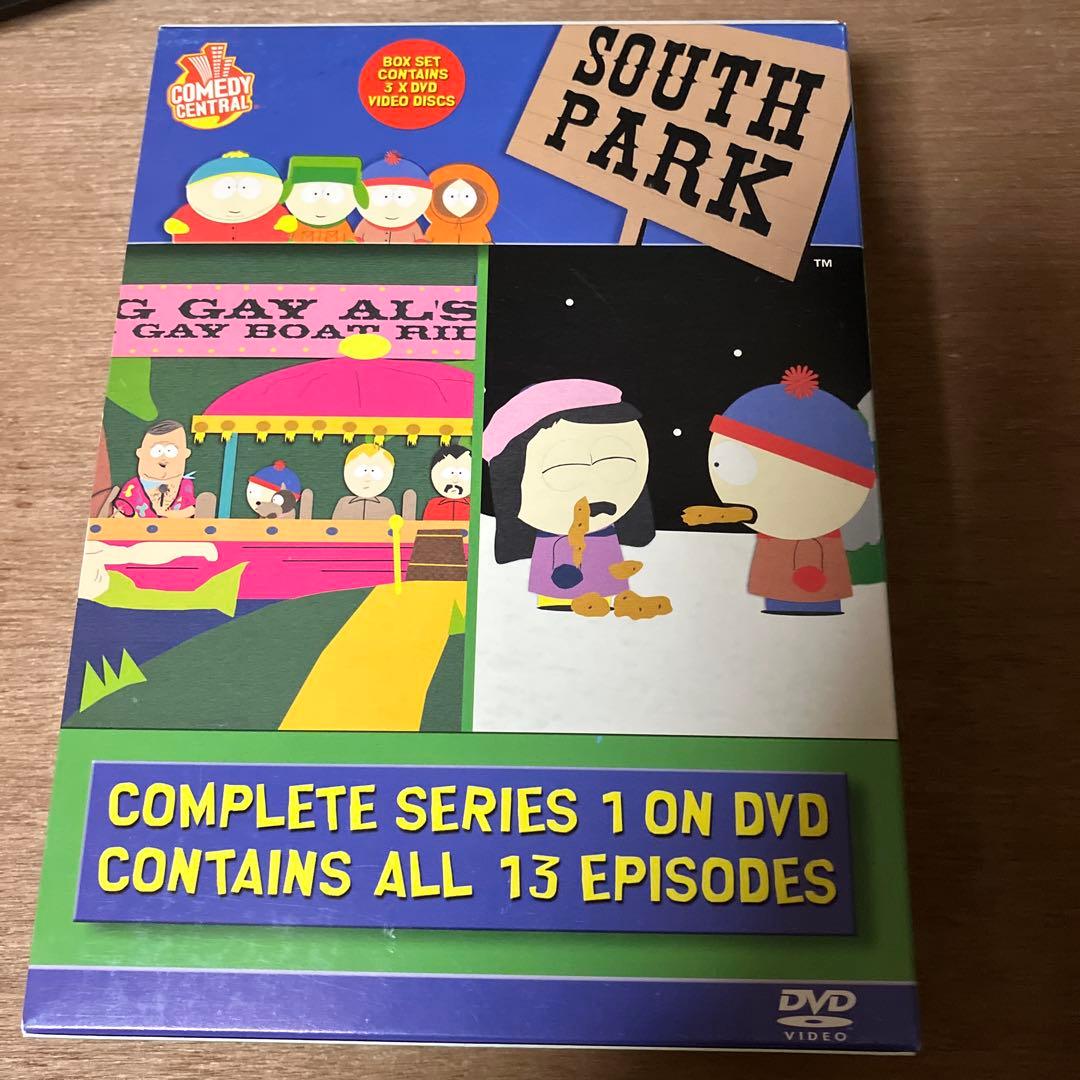 COMEDY
CENTRAL
BOX SET
CONTAINS
3 X DVD
VIDEO DISCS
SOUTH
PARK
TM
G GAY AL'S
GAY BOAT RID
COMPLETE SERIES 1 ON DVD
CONTAINS ALL 13 EPISODES
DVD
VIDEO